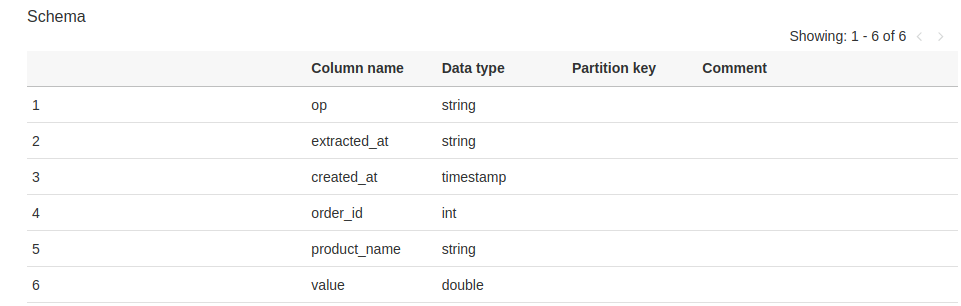 Schema
Showing: 1 - 6 of 6 < >
Column name Data type Partition key Comment
1 op string
2 extracted_at string
3 created_at timestamp
4 order_id int
5 product_name string
6 value double